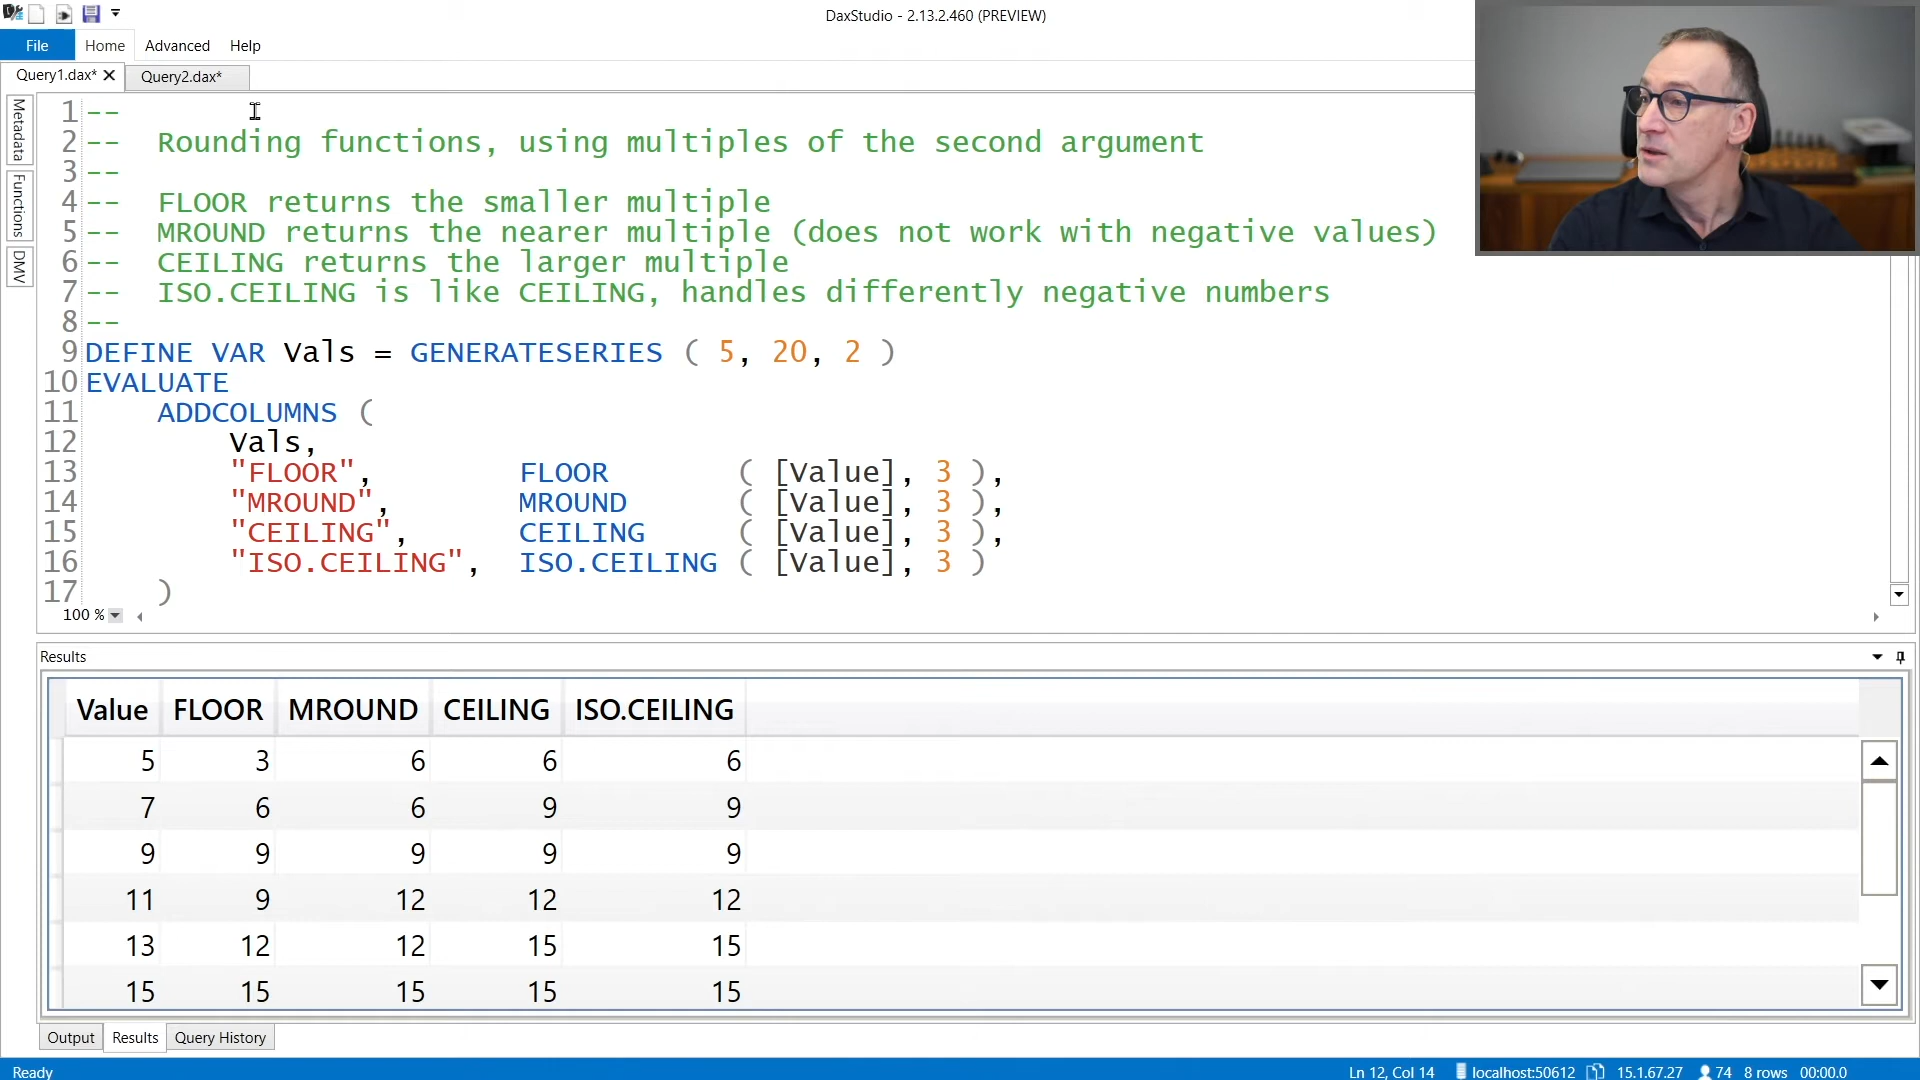 DaxStudio - 2.13.2.460 (PREVIEW)
File Home Advanced Help
Query1.dax* Query2.dax*
Metadata
Functions
DMV
1 --
2 -- Rounding functions, using multiples of the second argument
3 --
4 -- FLOOR returns the smaller multiple
5 -- MROUND returns the nearer multiple (does not work with negative values)
6 -- CEILING returns the larger multiple
7 -- ISO.CEILING is like CEILING, handles differently negative numbers
8 --
9 DEFINE VAR Vals = GENERATESERIES ( 5, 20, 2 )
10 EVALUATE
11 ADDCOLUMNS (
12 Vals,
13 "FLOOR", FLOOR ( [Value], 3 ),
14 "MROUND", MROUND ( [Value], 3 ),
15 "CEILING", CEILING ( [Value], 3 ),
16 "ISO.CEILING", ISO.CEILING ( [Value], 3 )
17 )
100 %
Results
Value FLOOR MROUND CEILING ISO.CEILING
5 3 6 6 6
7 6 6 9 9
9 9 9 9 9
11 9 12 12 12
13 12 12 15 15
15 15 15 15 15
Output Results Query History
Ready Ln 12, Col 14 localhost:50612 15.1.67.27 74 8 rows 00:00.0